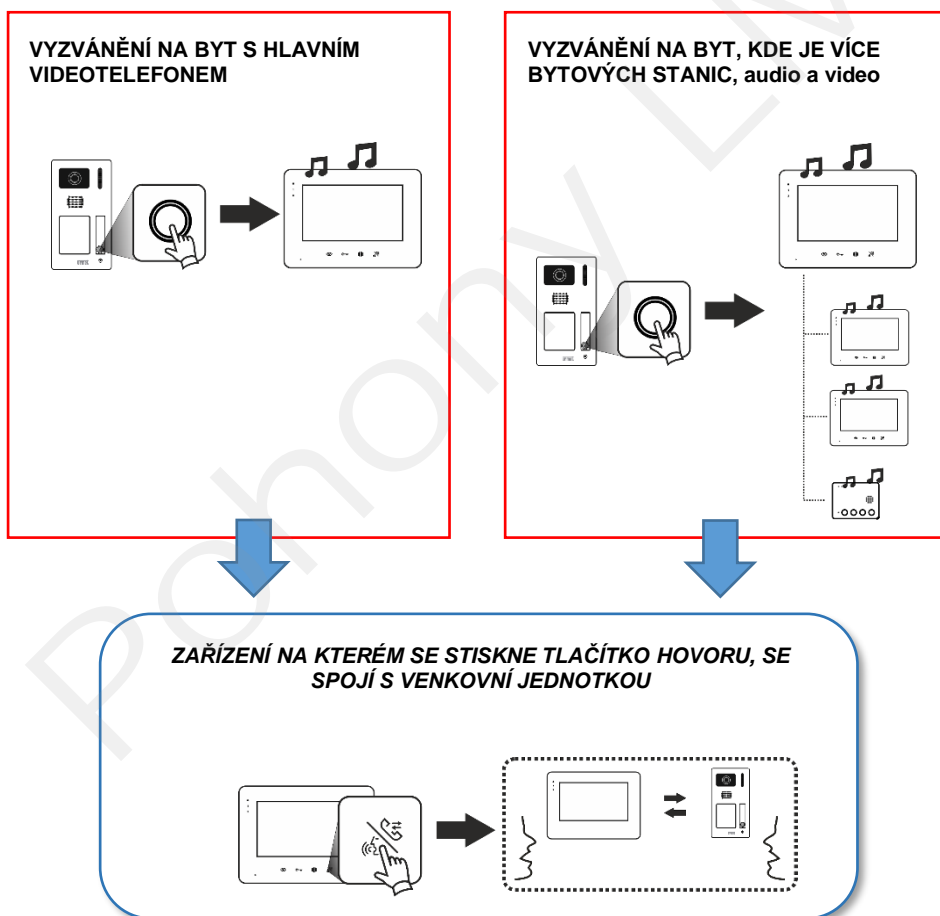 VYZVÁNĚNÍ NA BYT S HLAVNÍM
VIDEOTELEFONEM
VYZVÁNĚNÍ NA BYT, KDE JE VÍCE
BYTOVÝCH STANIC, audio a video
ZAŘÍZENÍ NA KTERÉM SE STISKNE TLAČÍTKO HOVORU, SE
SPOJÍ S VENKOVNÍ JEDNOTKOU